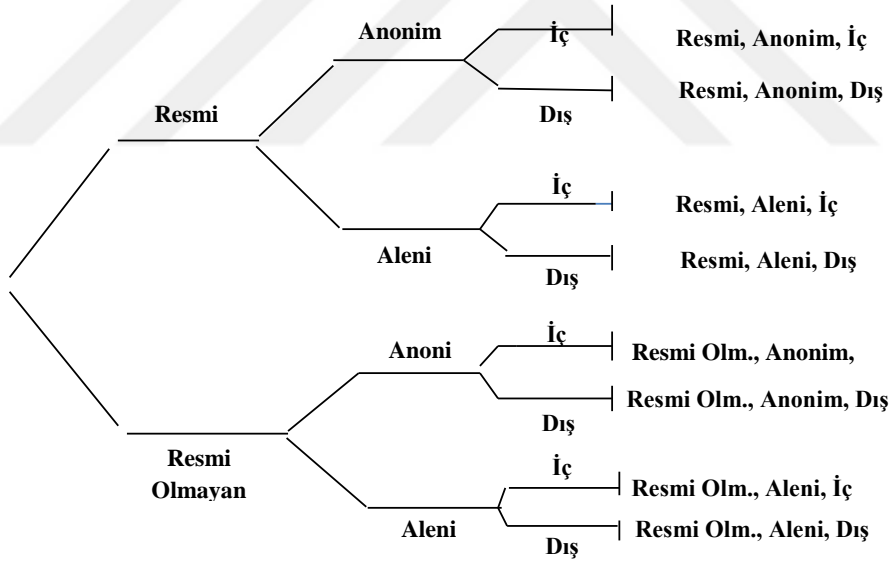 Anonim
İç
Resmi, Anonim, İç
Resmi, Anonim, Dış
Resmi
Dış
İç
Resmi, Aleni, İç
Aleni
Resmi, Aleni, Dış
Dış
İç
Anoni
Resmi Olm., Anonim,
Resmi Olm., Anonim, Dış
Dış
Resmi
Olmayan
İç
Resmi Olm., Aleni, İç
Aleni
Resmi Olm., Aleni, Dış
Dış